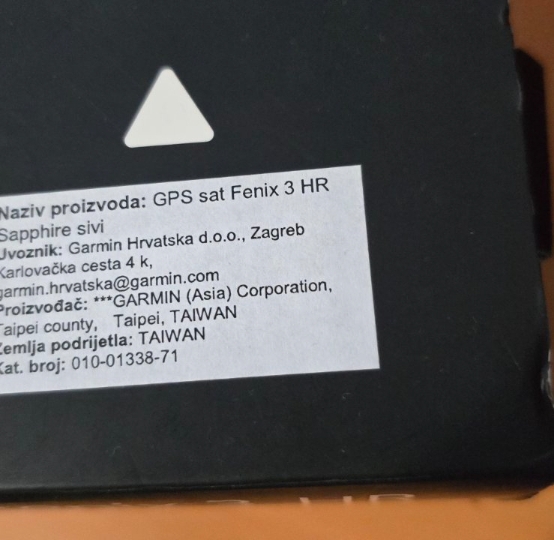 Naziv proizvoda: GPS sat Fenix 3 HR
Sapphire sivi
Uvoznik: Garmin Hrvatska d.o.o., Zagreb
Karlovačka cesta 4 k,
garmin.hrvatska@garmin.com
Proizvođač: ***GARMIN (Asia) Corporation,
Taipei county, Taipei, TAIWAN
Zemlja podrijetla: TAIWAN
Kat. broj: 010-01338-71